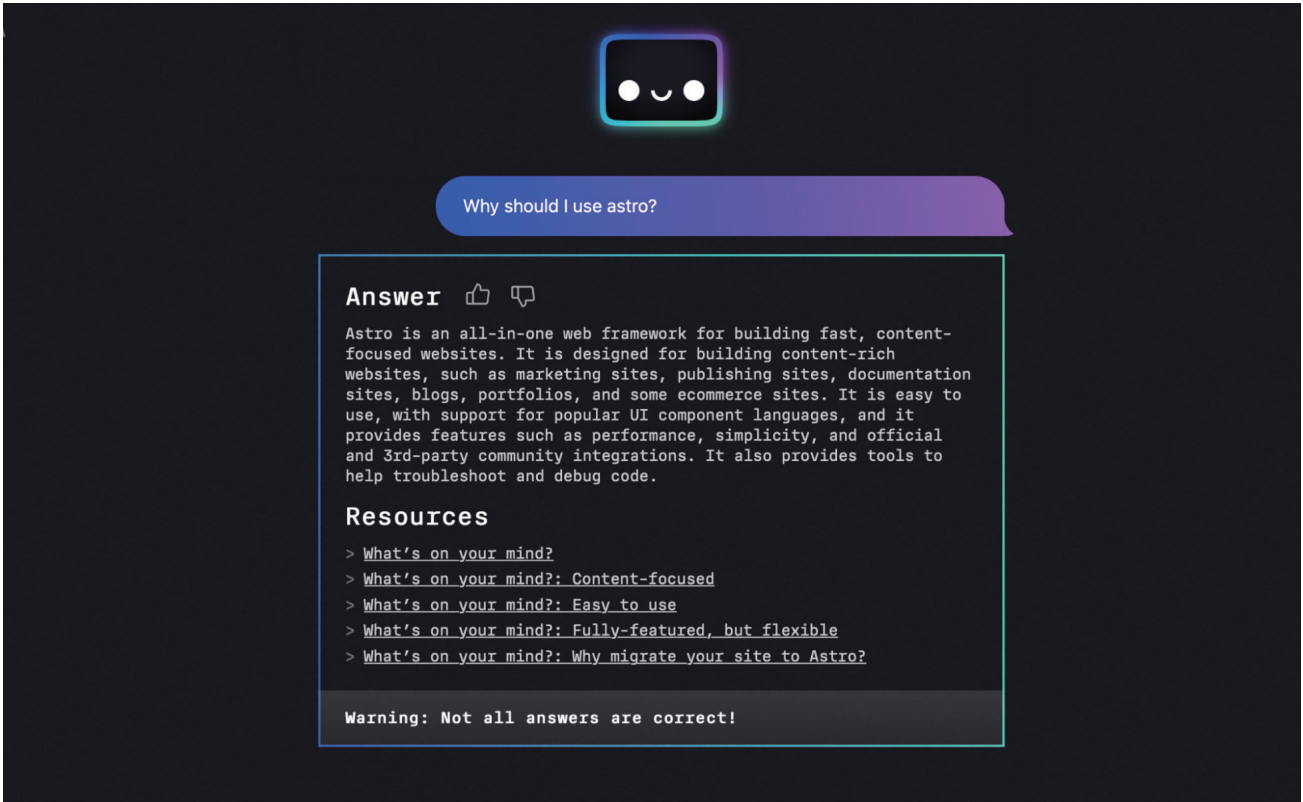 Why should I use astro?
Answer
Astro is an all-in-one web framework for building fast, content-
focused websites. It is designed for building content-rich
websites, such as marketing sites, publishing sites, documentation
sites, blogs, portfolios, and some ecommerce sites. It is easy to
use, with support for popular UI component languages, and it
provides features such as performance, simplicity, and official
and 3rd-party community integrations. It also provides tools to
help troubleshoot and debug code.
Resources
> What's on your mind?
> What's on your mind?: Content-focused
> What's on your mind?: Easy to use
> What's on your mind?: Fully-featured, but flexible
> What's on your mind?: Why migrate your site to Astro?
Warning: Not all answers are correct!